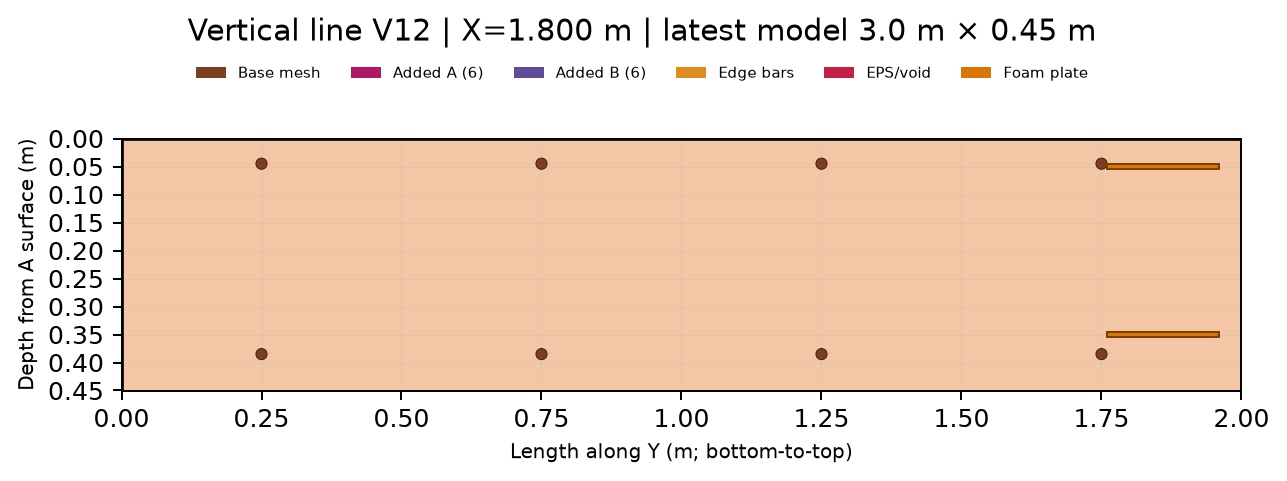 Vertical line V12 | X=1.800 m | latest model 3.0 m × 0.45 m
Base mesh Added A (6) Added B (6) Edge bars EPS/void Foam plate
Depth from A surface (m)
0.00
0.05
0.10
0.15
0.20
0.25
0.30
0.35
0.40
0.45
0.00 0.25 0.50 0.75 1.00 1.25 1.50 1.75 2.00
Length along Y (m; bottom-to-top)